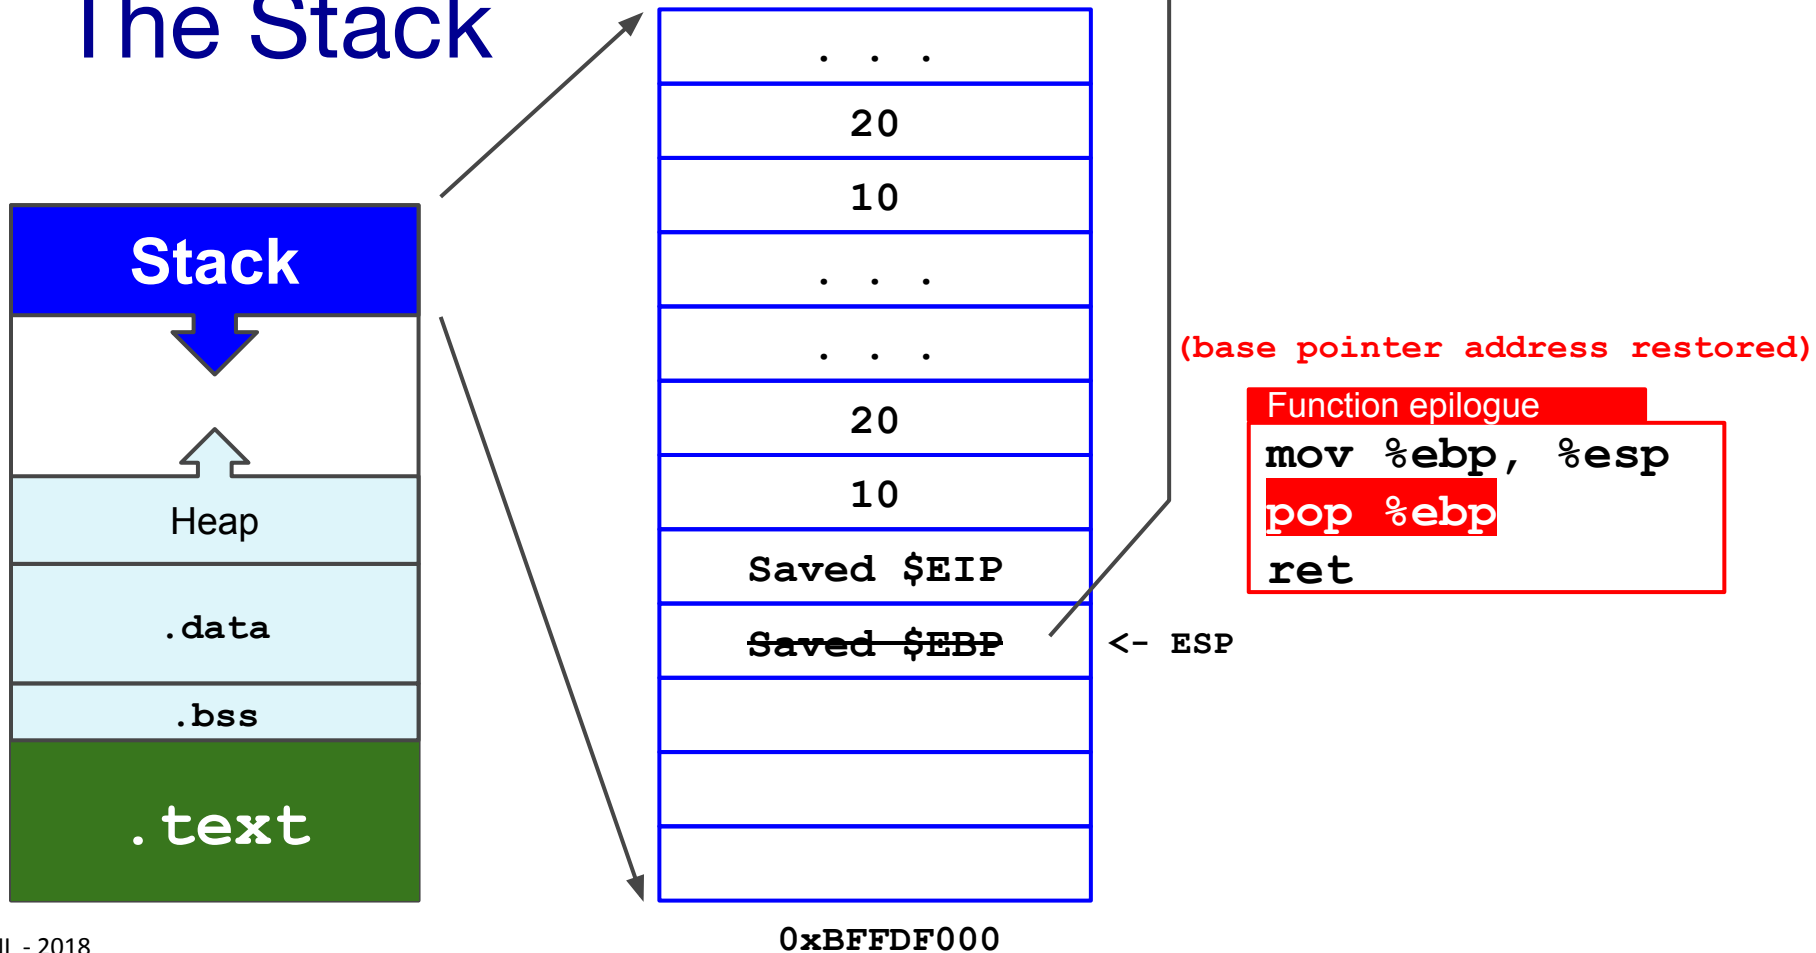 The Stack
Stack
Heap
.data
.bss
.text
. . .
20
10
. . .
. . .
20
10
Saved $EIP
Saved $EBP
<- ESP
0xBFFDF000
(base pointer address restored)
Function epilogue
mov %ebp, %esp
pop %ebp
ret
- 2018